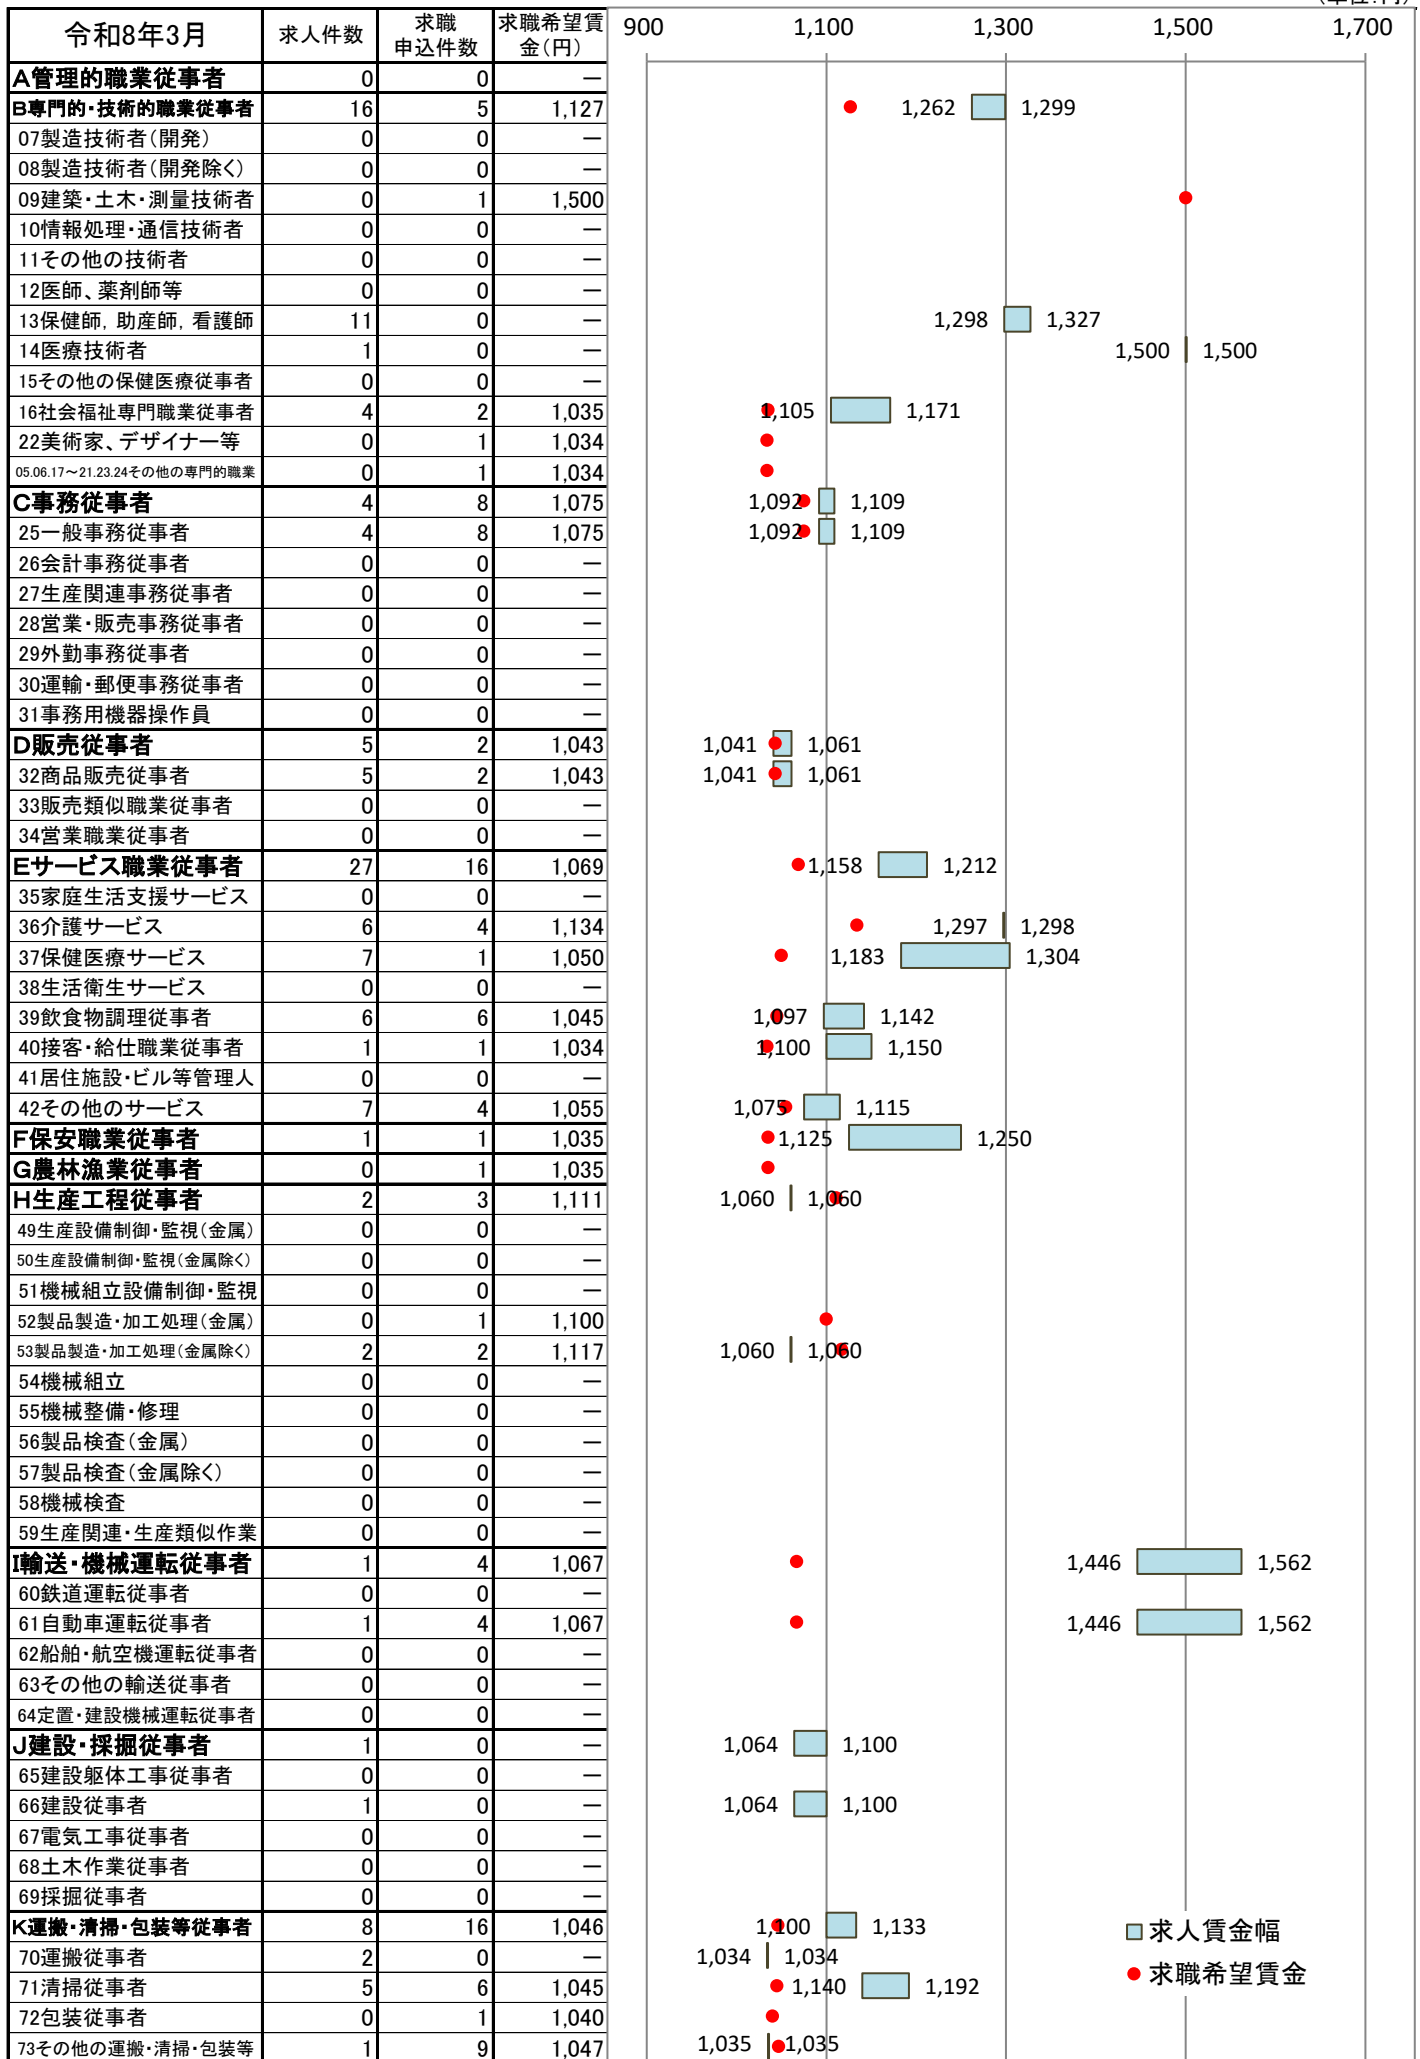 (単位:円)
令和8年3月 求人件数 求職申込件数 求職希望賃金(円) 900 1,100 1,300 1,500 1,700
A管理的職業従事者 0 0 ―
B専門的・技術的職業従事者 16 5 1,127 1,262 1,299
07製造技術者(開発) 0 0 ―
08製造技術者(開発除く) 0 0 ―
09建築・土木・測量技術者 0 1 1,500
10情報処理・通信技術者 0 0 ―
11その他の技術者 0 0 ―
12医師、薬剤師等 0 0 ―
13保健師, 助産師, 看護師 11 0 ― 1,298 1,327
14医療技術者 1 0 ― 1,500 1,500
15その他の保健医療従事者 0 0 ―
16社会福祉専門職業従事者 4 2 1,035 1,105 1,171
22美術家、デザイナー等 0 1 1,034
05.06.17～21.23.24その他の専門的職業 0 1 1,034
C事務従事者 4 8 1,075 1,092 1,109
25一般事務従事者 4 8 1,075 1,092 1,109
26会計事務従事者 0 0 ―
27生産関連事務従事者 0 0 ―
28営業・販売事務従事者 0 0 ―
29外勤事務従事者 0 0 ―
30運輸・郵便事務従事者 0 0 ―
31事務用機器操作員 0 0 ―
D販売従事者 5 2 1,043 1,041 1,061
32商品販売従事者 5 2 1,043 1,041 1,061
33販売類似職業従事者 0 0 ―
34営業職業従事者 0 0 ―
Eサービス職業従事者 27 16 1,069 1,158 1,212
35家庭生活支援サービス 0 0 ―
36介護サービス 6 4 1,134 1,297 1,298
37保健医療サービス 7 1 1,050 1,183 1,304
38生活衛生サービス 0 0 ―
39飲食物調理従事者 6 6 1,045 1,097 1,142
40接客・給仕職業従事者 1 1 1,034 1,100 1,150
41居住施設・ビル等管理人 0 0 ―
42その他のサービス 7 4 1,055 1,075 1,115
F保安職業従事者 1 1 1,035 1,125 1,250
G農林漁業従事者 0 1 1,035
H生産工程従事者 2 3 1,111 1,060 1,060
49生産設備制御・監視(金属) 0 0 ―
50生産設備制御・監視(金属除く) 0 0 ―
51機械組立設備制御・監視 0 0 ―
52製品製造・加工処理(金属) 0 1 1,100
53製品製造・加工処理(金属除く) 2 2 1,117 1,060 1,060
54機械組立 0 0 ―
55機械整備・修理 0 0 ―
56製品検査(金属) 0 0 ―
57製品検査(金属除く) 0 0 ―
58機械検査 0 0 ―
59生産関連・生産類似作業 0 0 ―
I輸送・機械運転従事者 1 4 1,067 1,446 1,562
60鉄道運転従事者 0 0 ―
61自動車運転従事者 1 4 1,067 1,446 1,562
62船舶・航空機運転従事者 0 0 ―
63その他の輸送従事者 0 0 ―
64定置・建設機械運転従事者 0 0 ―
J建設・採掘従事者 1 0 ― 1,064 1,100
65建設躯体工事従事者 0 0 ―
66建設従事者 1 0 ― 1,064 1,100
67電気工事従事者 0 0 ―
68土木作業従事者 0 0 ―
69採掘従事者 0 0 ―
K運搬・清掃・包装等従事者 8 16 1,046 1,100 1,133 求人賃金幅
70運搬従事者 2 0 ― 1,034 1,034 求職希望賃金
71清掃従事者 5 6 1,045 1,140 1,192
72包装従事者 0 1 1,040
73その他の運搬・清掃・包装等 1 9 1,047 1,035 1,035